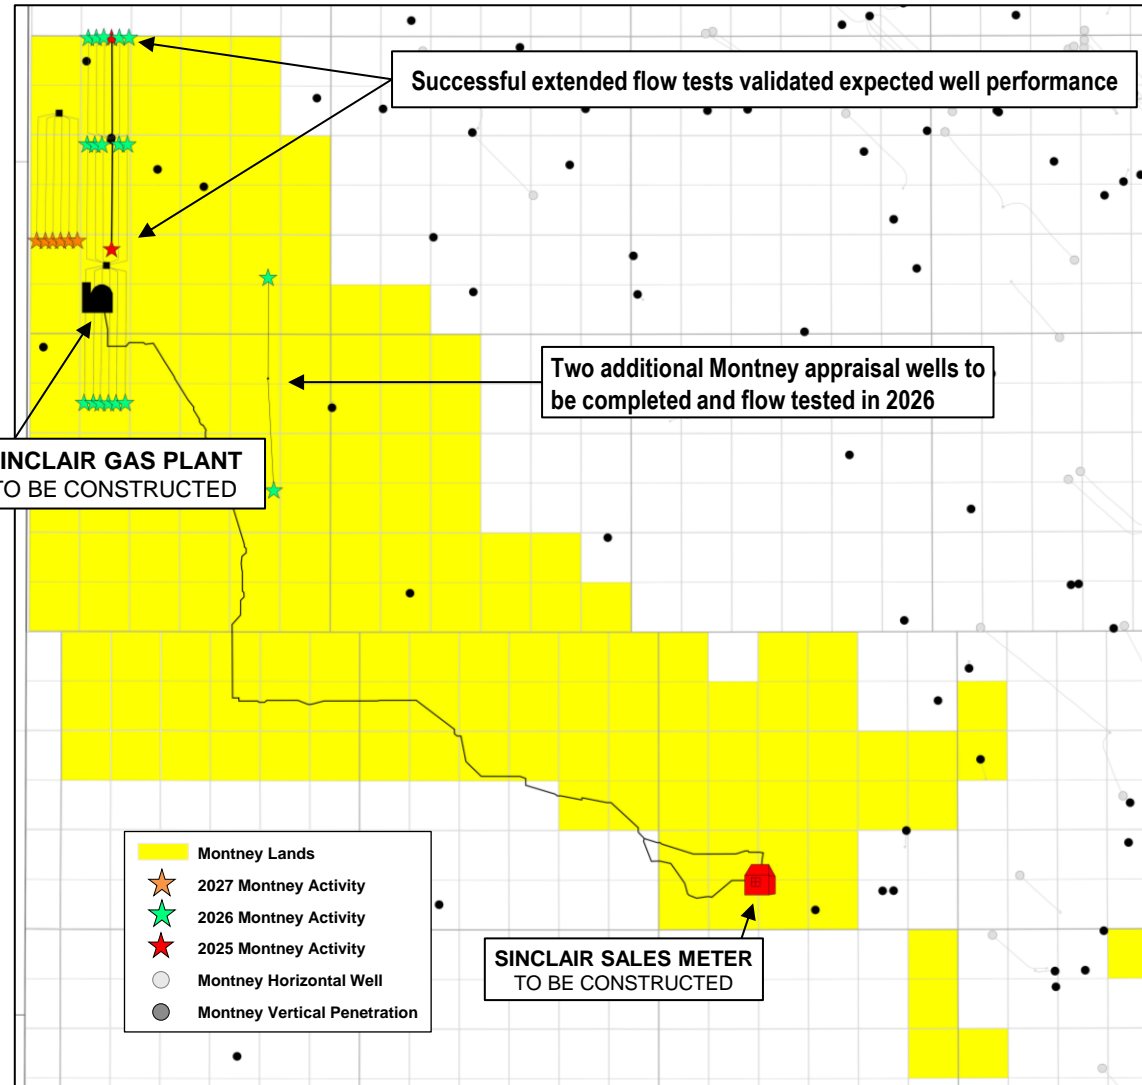 Successful extended flow tests validated expected well performance
Two additional Montney appraisal wells to
be completed and flow tested in 2026
INCLAIR GAS PLANT
TO BE CONSTRUCTED
Montney Lands
2027 Montney Activity
2026 Montney Activity
2025 Montney Activity
Montney Horizontal Well
Montney Vertical Penetration
SINCLAIR SALES METER
TO BE CONSTRUCTED